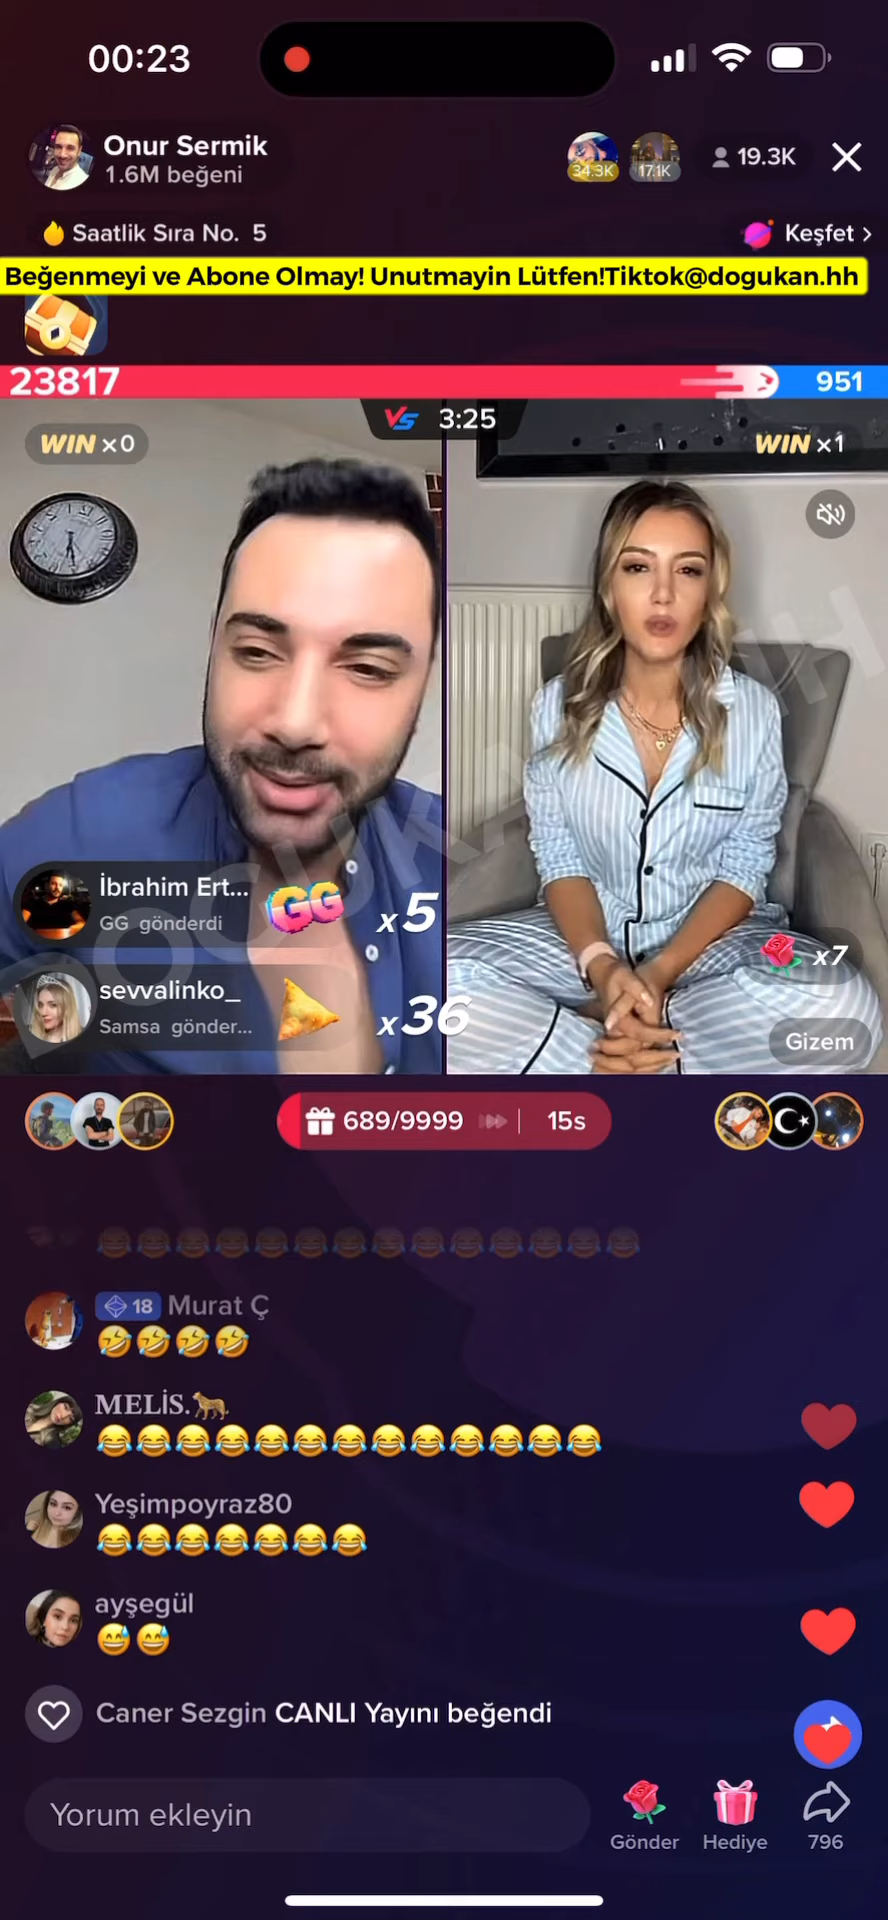 00:23
Onur Sermik
1.6M beğeni
34.3K
17.1K
19.3K
Saatlik Sıra No. 5
Keşfet >
Beğenmeyi ve Abone Olmay! Unutmayin Lütfen!Tiktok@dogukan.hh
23817
951
VS 3:25
WIN x0
WIN x1
İbrahim Ert...
GG gönderdi
GG
x5
sevvalinko_
Samsa gönder...
x36
x7
Gizem
689/9999
15s
18 Murat Ç
MELİS.
Yeşimpoyraz80
ayşegül
Caner Sezgin CANLI Yayını beğendi
Yorum ekleyin
Gönder
Hediye
796